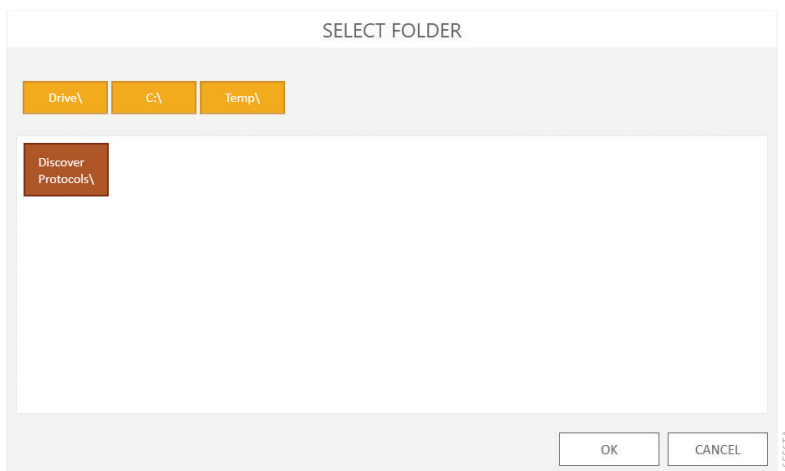 SELECT FOLDER
Drive\ C:\ Temp\
Discover
Protocols\
OK CANCEL